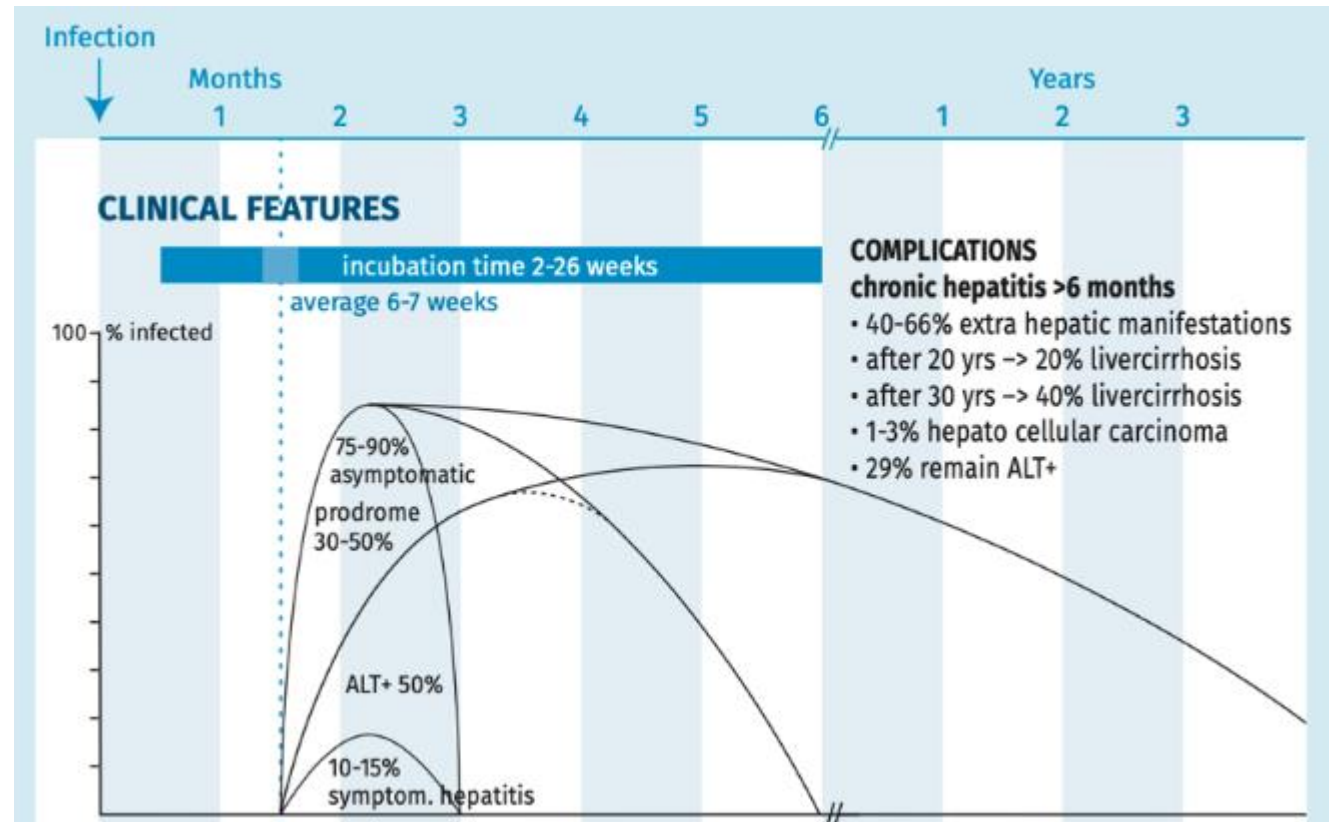 Infection
Months
Years
1 2 3 4 5 6 1 2 3
CLINICAL FEATURES
incubation time 2-26 weeks
average 6-7 weeks
COMPLICATIONS
chronic hepatitis >6 months
• 40-66% extra hepatic manifestations
• after 20 yrs –> 20% livercirrhosis
• after 30 yrs –> 40% livercirrhosis
• 1-3% hepato cellular carcinoma
• 29% remain ALT+
100 % infected
75-90%
asymptomatic
prodrome
30-50%
ALT+ 50%
10-15%
symptom. hepatitis